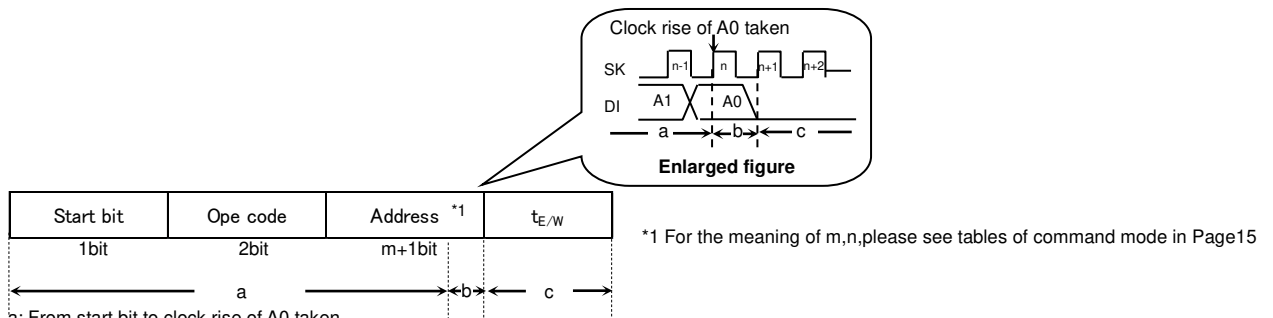 Clock rise of A0 taken
SK n-1 n n+1 n+2
DI A1 A0
a b c
Enlarged figure
Start bit Ope code Address *1 tE/W
1bit 2bit m+1bit
*1 For the meaning of m,n,please see tables of command mode in Page15
a b c
a: From start bit to clock rise of A0 taken